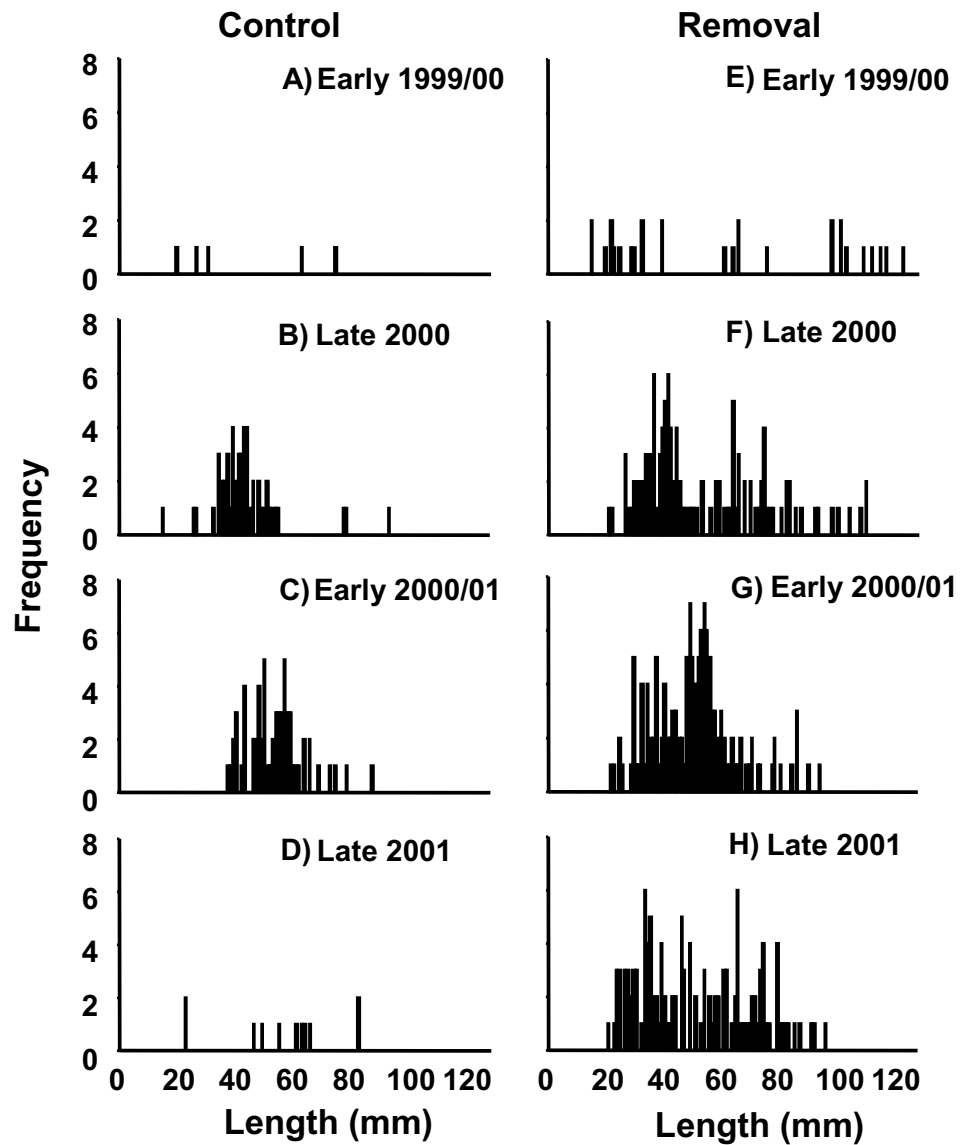 Control
Removal
8
6
4
2
0
A) Early 1999/00
E) Early 1999/00
8
6
4
2
0
B) Late 2000
F) Late 2000
8
6
4
2
0
C) Early 2000/01
G) Early 2000/01
8
6
4
2
0
D) Late 2001
H) Late 2001
Frequency
0 20 40 60 80 100 120
0 20 40 60 80 100 120
Length (mm)
Length (mm)